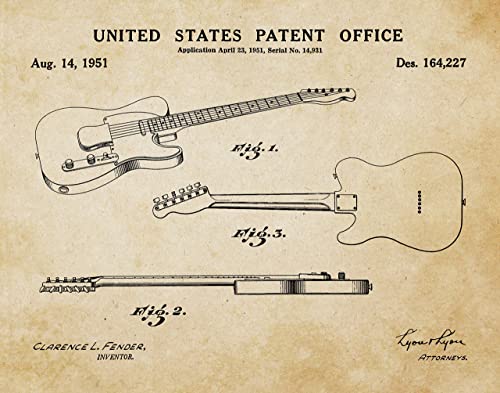 UNITED STATES PATENT OFFICE
Application April 23, 1951, Serial No. 14,931
Aug. 14, 1951
Des. 164,227
Fig. 1.
Fig. 3.
Fig. 2.
CLARENCE L. FENDER,
INVENTOR.
Lyon & Lyon
ATTORNEYS.